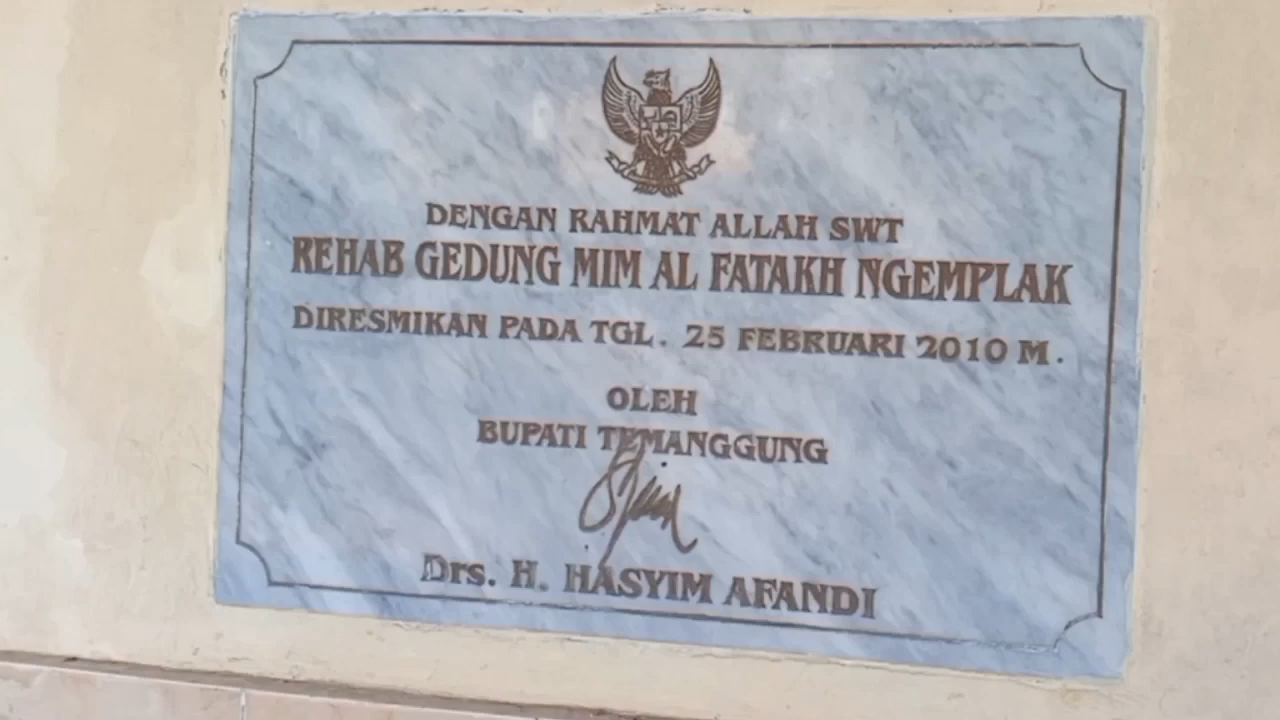 DENGAN RAHMAT ALLAH SWT
REHAB GEDUNG MIM AL FATAKH NGEMPLAK
DIRESMIKAN PADA TGL. 25 FEBRUARI 2010 M.
OLEH
BUPATI TEMANGGUNG
Drs. H. HASYIM AFANDI